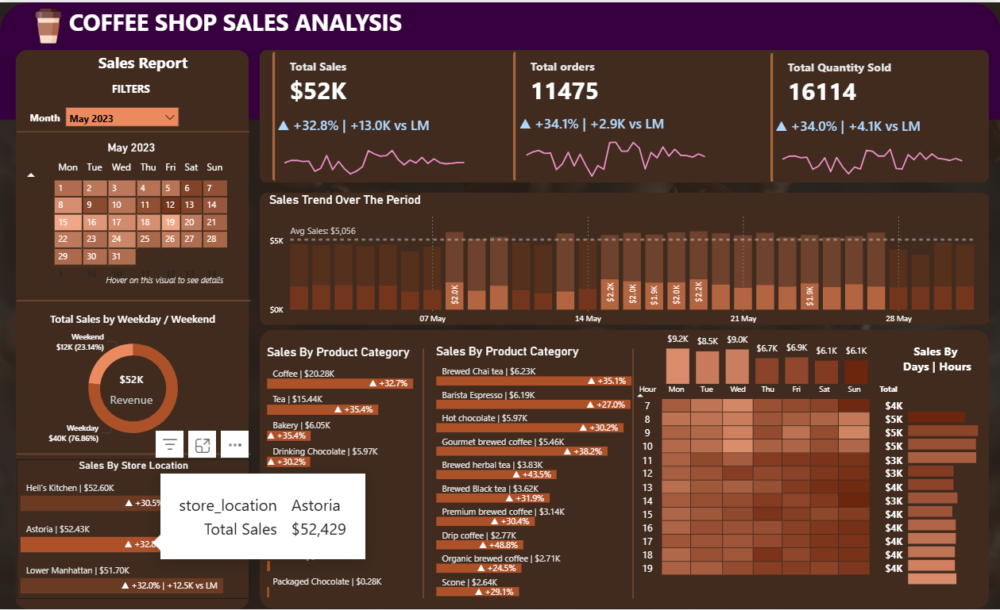 COFFEE SHOP SALES ANALYSIS
Sales Report
FILTERS
Month May 2023
May 2023
Mon Tue Wed Thu Fri Sat Sun
1 2 3 4 5 6 7
8 9 10 11 12 13 14
15 16 17 18 19 20 21
22 23 24 25 26 27 28
29 30 31
Hover on this visual to see details
Total Sales by Weekday / Weekend
Weekend
$12K (23.14%)
$52K
Revenue
Weekday
$40K (76.86%)
Sales By Store Location
Hell's Kitchen | $52.60K
▲ +30.5%
Astoria | $52.43K
▲ +32.8
Lower Manhattan | $51.70K
▲ +32.0% | +12.5K vs LM
store_location Astoria
Total Sales $52,429
Total Sales
$52K
▲ +32.8% | +13.0K vs LM
Total orders
11475
▲ +34.1% | +2.9K vs LM
Total Quantity Sold
16114
▲ +34.0% | +4.1K vs LM
Sales Trend Over The Period
Avg Sales: $5,056
$5K
$0K
$2.0K $2.2K $2.0K $1.9K $2.0K $2.2K $1.9K
07 May 14 May 21 May 28 May
Sales By Product Category
Coffee | $20.28K
▲ +32.7%
Tea | $15.44K
▲ +35.4%
Bakery | $6.05K
▲ +35.4%
Drinking Chocolate | $5.97K
▲ +30.2%
Packaged Chocolate | $0.28K
Sales By Product Category
Brewed Chai tea | $6.23K
▲ +35.1%
Barista Espresso | $6.19K
▲ +27.0%
Hot chocolate | $5.97K
▲ +30.2%
Gourmet brewed coffee | $5.46K
▲ +38.2%
Brewed herbal tea | $3.83K
▲ +43.5%
Brewed Black tea | $3.62K
▲ +31.9%
Premium brewed coffee | $3.14K
▲ +30.4%
Drip coffee | $2.77K
▲ +48.8%
Organic brewed coffee | $2.71K
▲ +24.5%
Scone | $2.64K
▲ +29.1%
Sales By
Days | Hours
$9.2K $8.5K $9.0K $6.7K $6.9K $6.1K $6.1K
Hour Mon Tue Wed Thu Fri Sat Sun Total
7 $4K
8 $5K
9 $5K
10 $5K
11 $3K
12 $3K
13 $4K
14 $3K
15 $4K
16 $4K
17 $4K
18 $4K
19 $4K